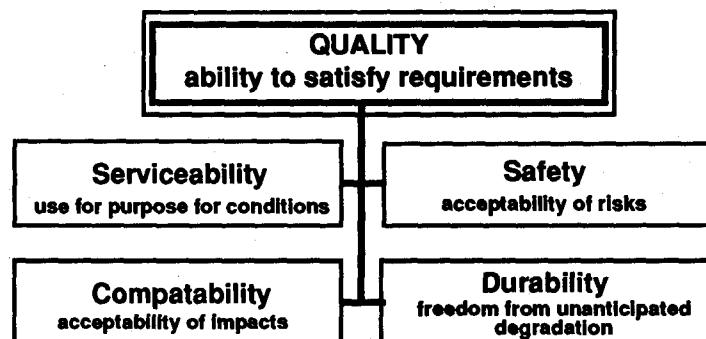 QUALITY
ability to satisfy requirements
Serviceability
use for purpose for conditions
Safety
acceptability of risks
Compatability
acceptability of impacts
Durability
freedom from unanticipated
degradation